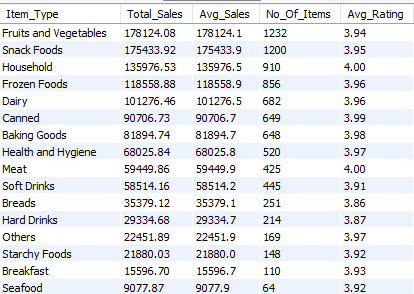 Item_Type Total_Sales Avg_Sales No_Of_Items Avg_Rating
Fruits and Vegetables 178124.08 178124.1 1232 3.94
Snack Foods 175433.92 175433.9 1200 3.95
Household 135976.53 135976.5 910 4.00
Frozen Foods 118558.88 118558.9 856 3.96
Dairy 101276.46 101276.5 682 3.96
Canned 90706.73 90706.7 649 3.99
Baking Goods 81894.74 81894.7 648 3.98
Health and Hygiene 68025.84 68025.8 520 3.97
Meat 59449.86 59449.9 425 4.00
Soft Drinks 58514.16 58514.2 445 3.91
Breads 35379.12 35379.1 251 3.86
Hard Drinks 29334.68 29334.7 214 3.87
Others 22451.89 22451.9 169 3.97
Starchy Foods 21880.03 21880.0 148 3.92
Breakfast 15596.70 15596.7 110 3.93
Seafood 9077.87 9077.9 64 3.92